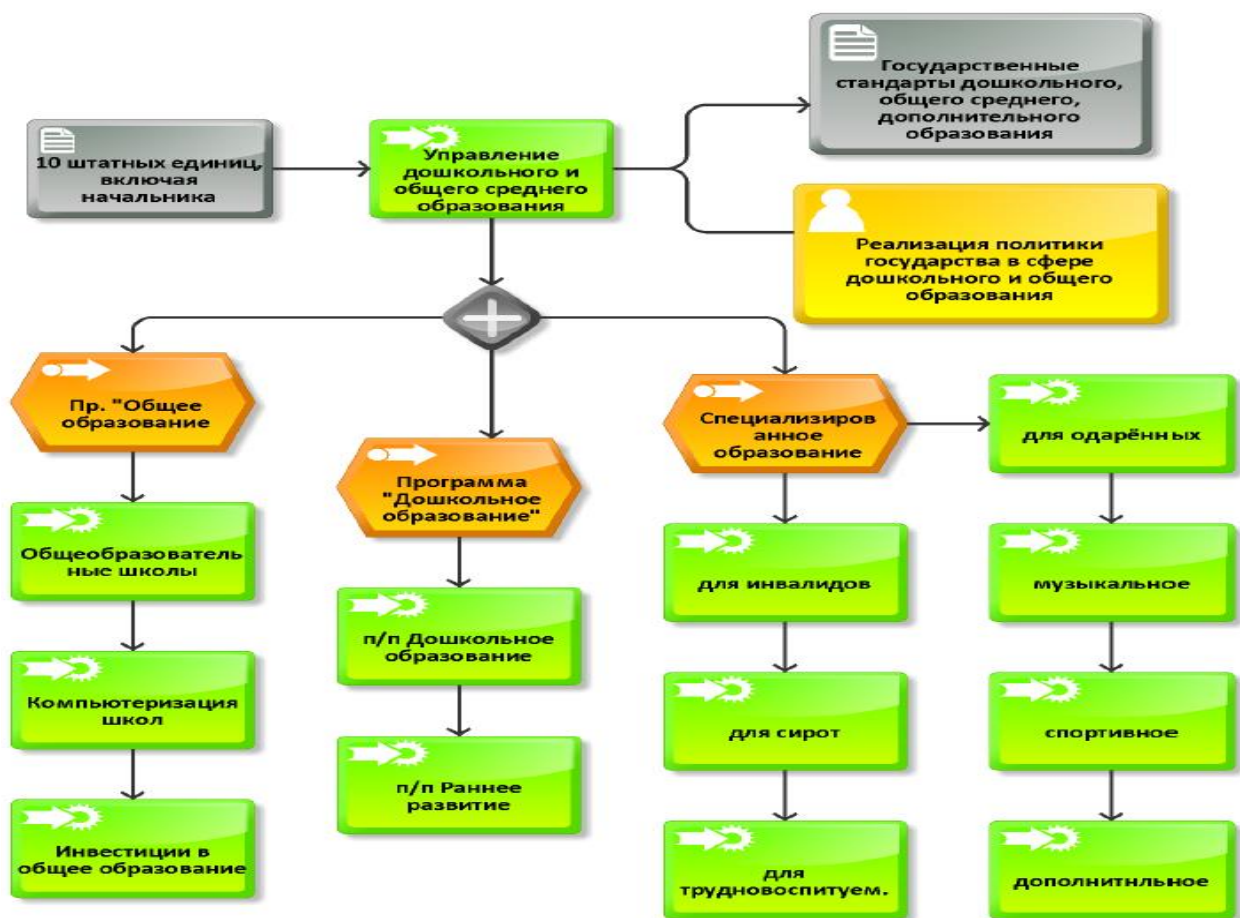 Государственные
стандарты дошкольного,
общего среднего,
дополнительного
образования
10 штатных единиц,
включая
начальника
Управление
дошкольного и
общего среднего
образования
Реализация политики
государства в сфере
дошкольного и общего
образования
Пр. "Общее
образование
Программа
"Дошкольное
образование"
Специализиров
анное
образование
для одарённых
Общеобразователь
ные школы
для инвалидов
музыкальное
п/п Дошкольное
образование
Компьютеризация
школ
для сирот
спортивное
п/п Раннее
развитие
Инвестиции в
общее образование
для
трудновоспитуем.
дополнитнльное